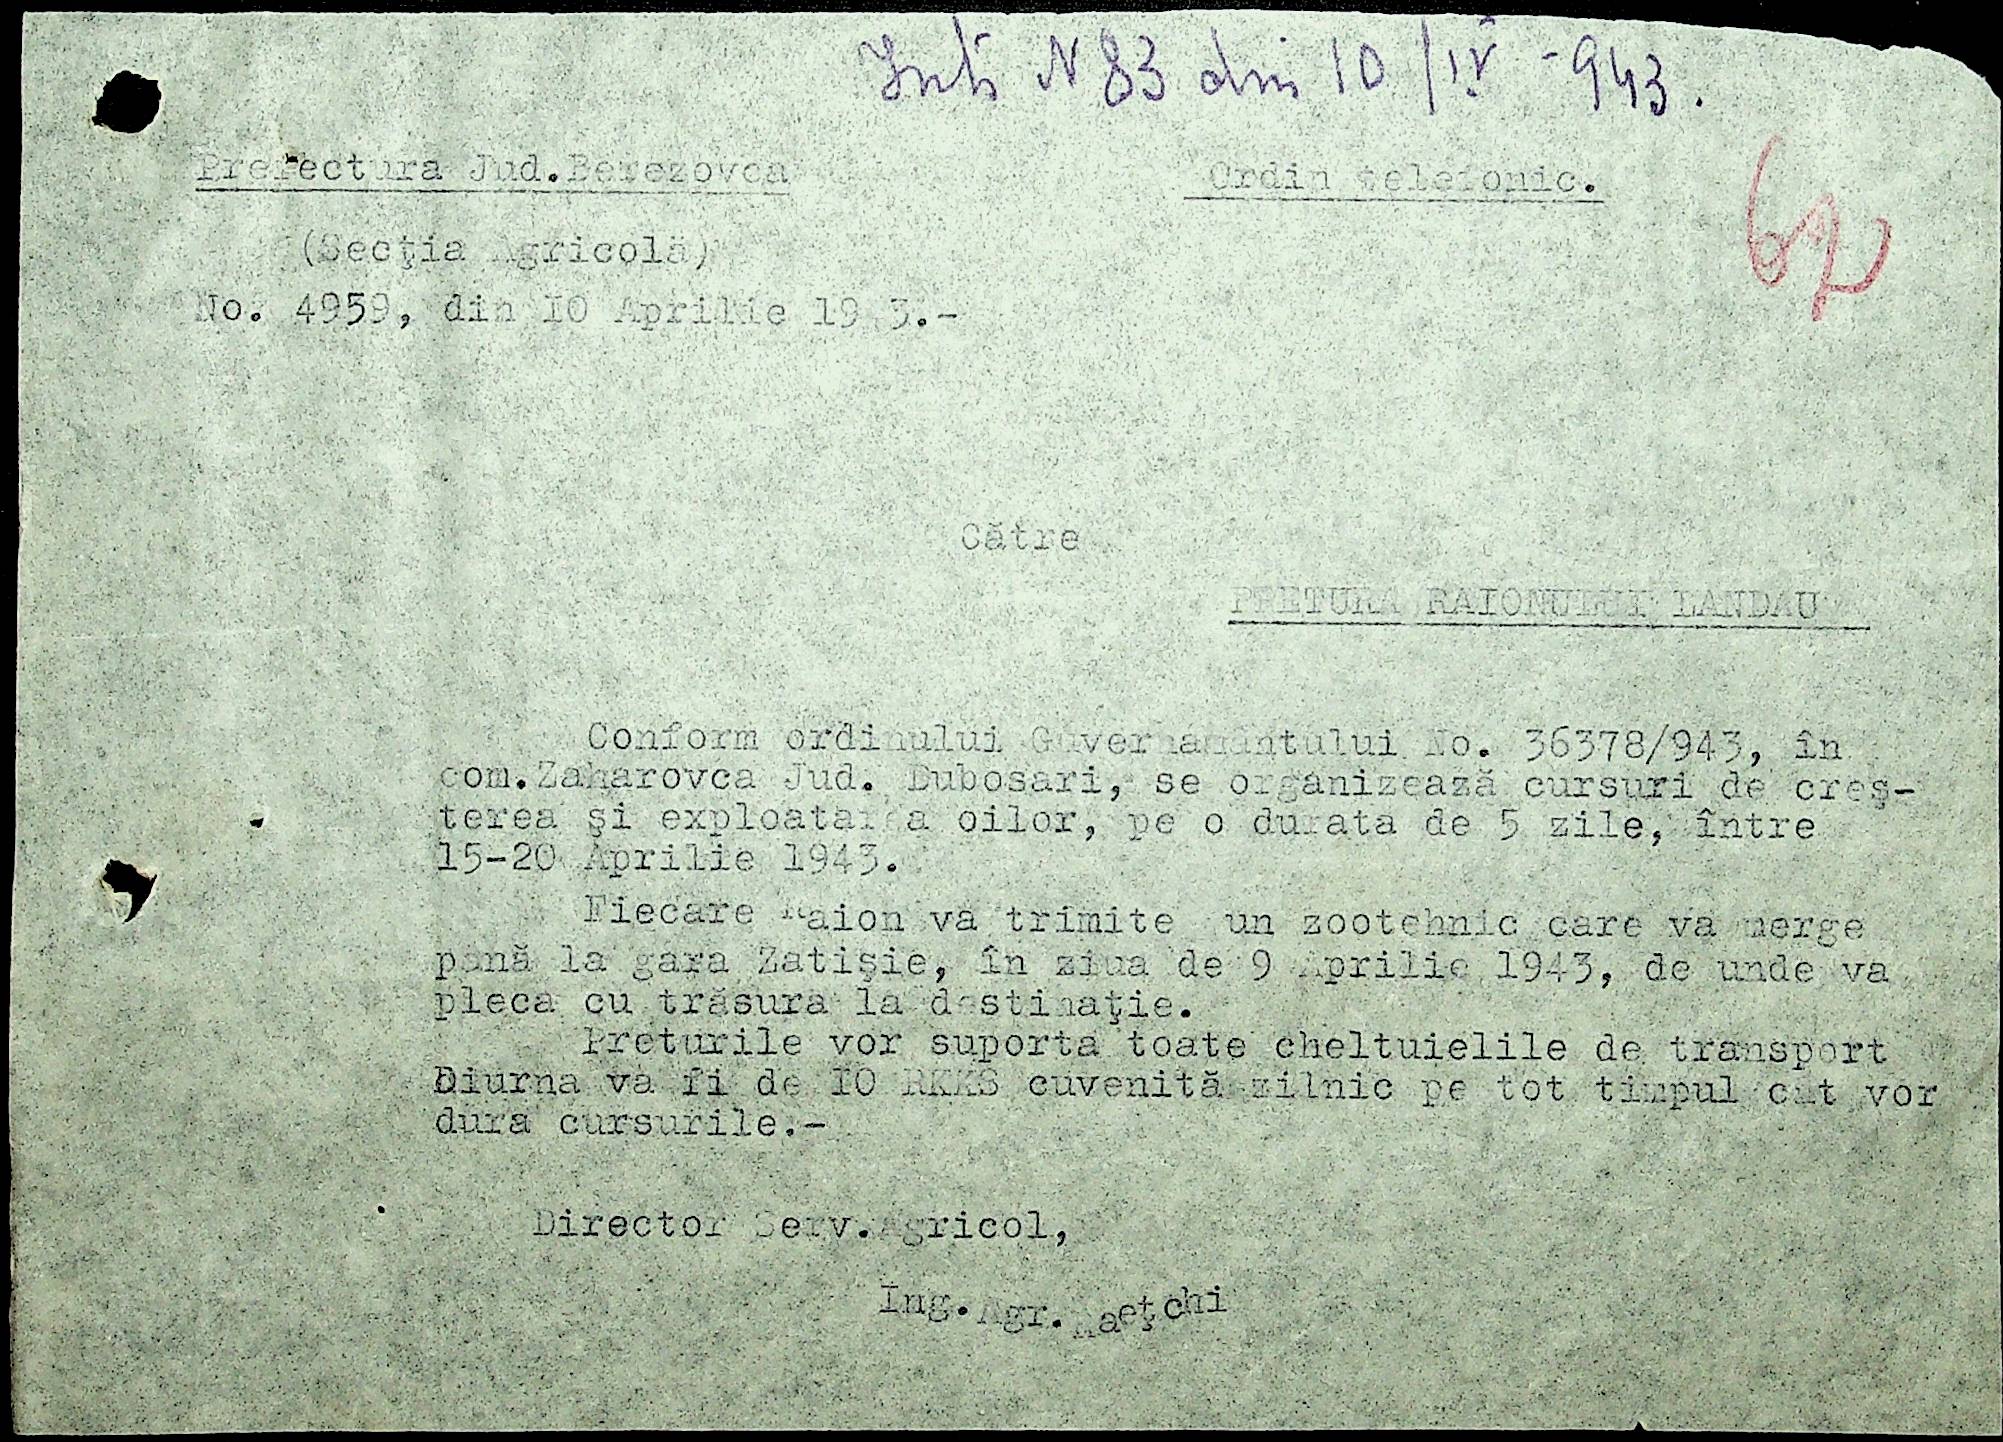 Intr N 83 din 10/IV -943.
62
Prefectura Jud.Berezovca
Ordin telefonic.
(Secţia Agricolă)
No. 4959, din IO Aprilie 19 3.-
Către
PRETURA RAIONULUI LANDAU
Conform ordinului Guvernământului No. 36378/943, în
com.Zaharovca Jud. Dubosari, se organizează cursuri de creş-
terea şi exploatarea oilor, pe o durata de 5 zile, între
15-20 Aprilie 1943.
Fiecare Raion va trimite un zootehnic care va merge
până la gara Zatişie, în ziua de 9 Aprilie 1943, de unde va
pleca cu trăsura la destinaţie.
Preturile vor suporta toate cheltuielile de transport
Diurna va fi de IO RKKS cuvenită zilnic pe tot timpul cât vor
dura cursurile.-
Director Serv.Agricol,
Ing.Agr.